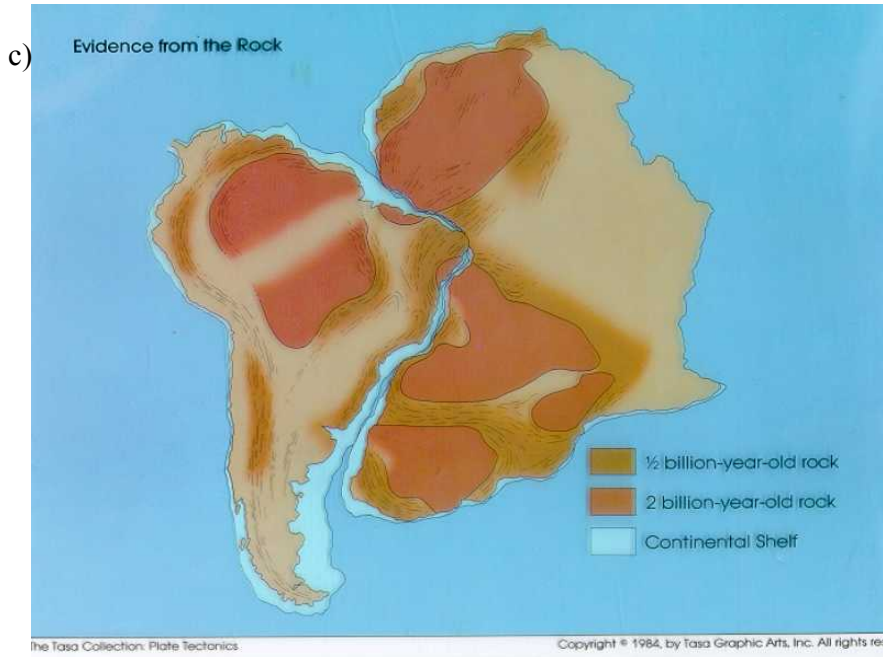 c)
Evidence from the Rock
½ billion-year-old rock
2 billion-year-old rock
Continental Shelf
The Tasa Collection: Plate Tectonics
Copyright © 1984, by Tasa Graphic Arts, Inc. All rights res